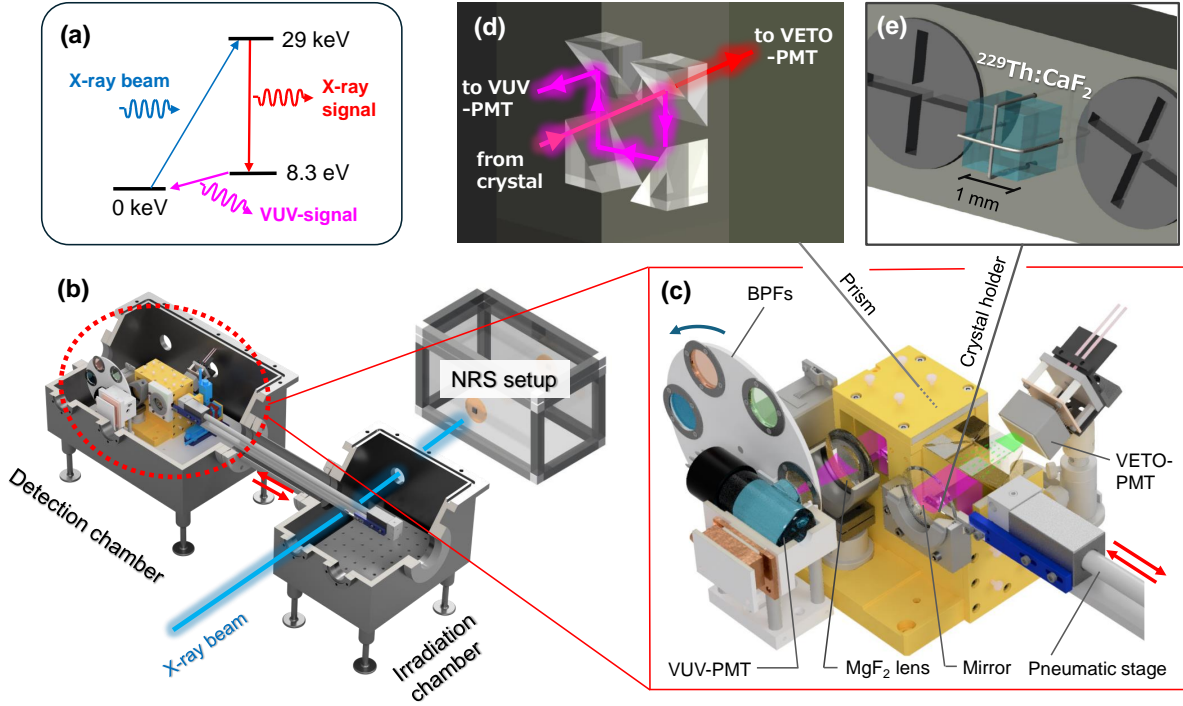 (a)
29 keV
X-ray beam
X-ray
signal
8.3 eV
0 keV
VUV-signal
(d)
to VETO
-PMT
to VUV
-PMT
from
crystal
(e)
²²⁹Th:CaF₂
1 mm
(b)
NRS setup
Detection chamber
X-ray beam
Irradiation
chamber
(c)
BPFs
Prism
Crystal holder
VETO-
PMT
VUV-PMT
MgF₂ lens
Mirror
Pneumatic stage